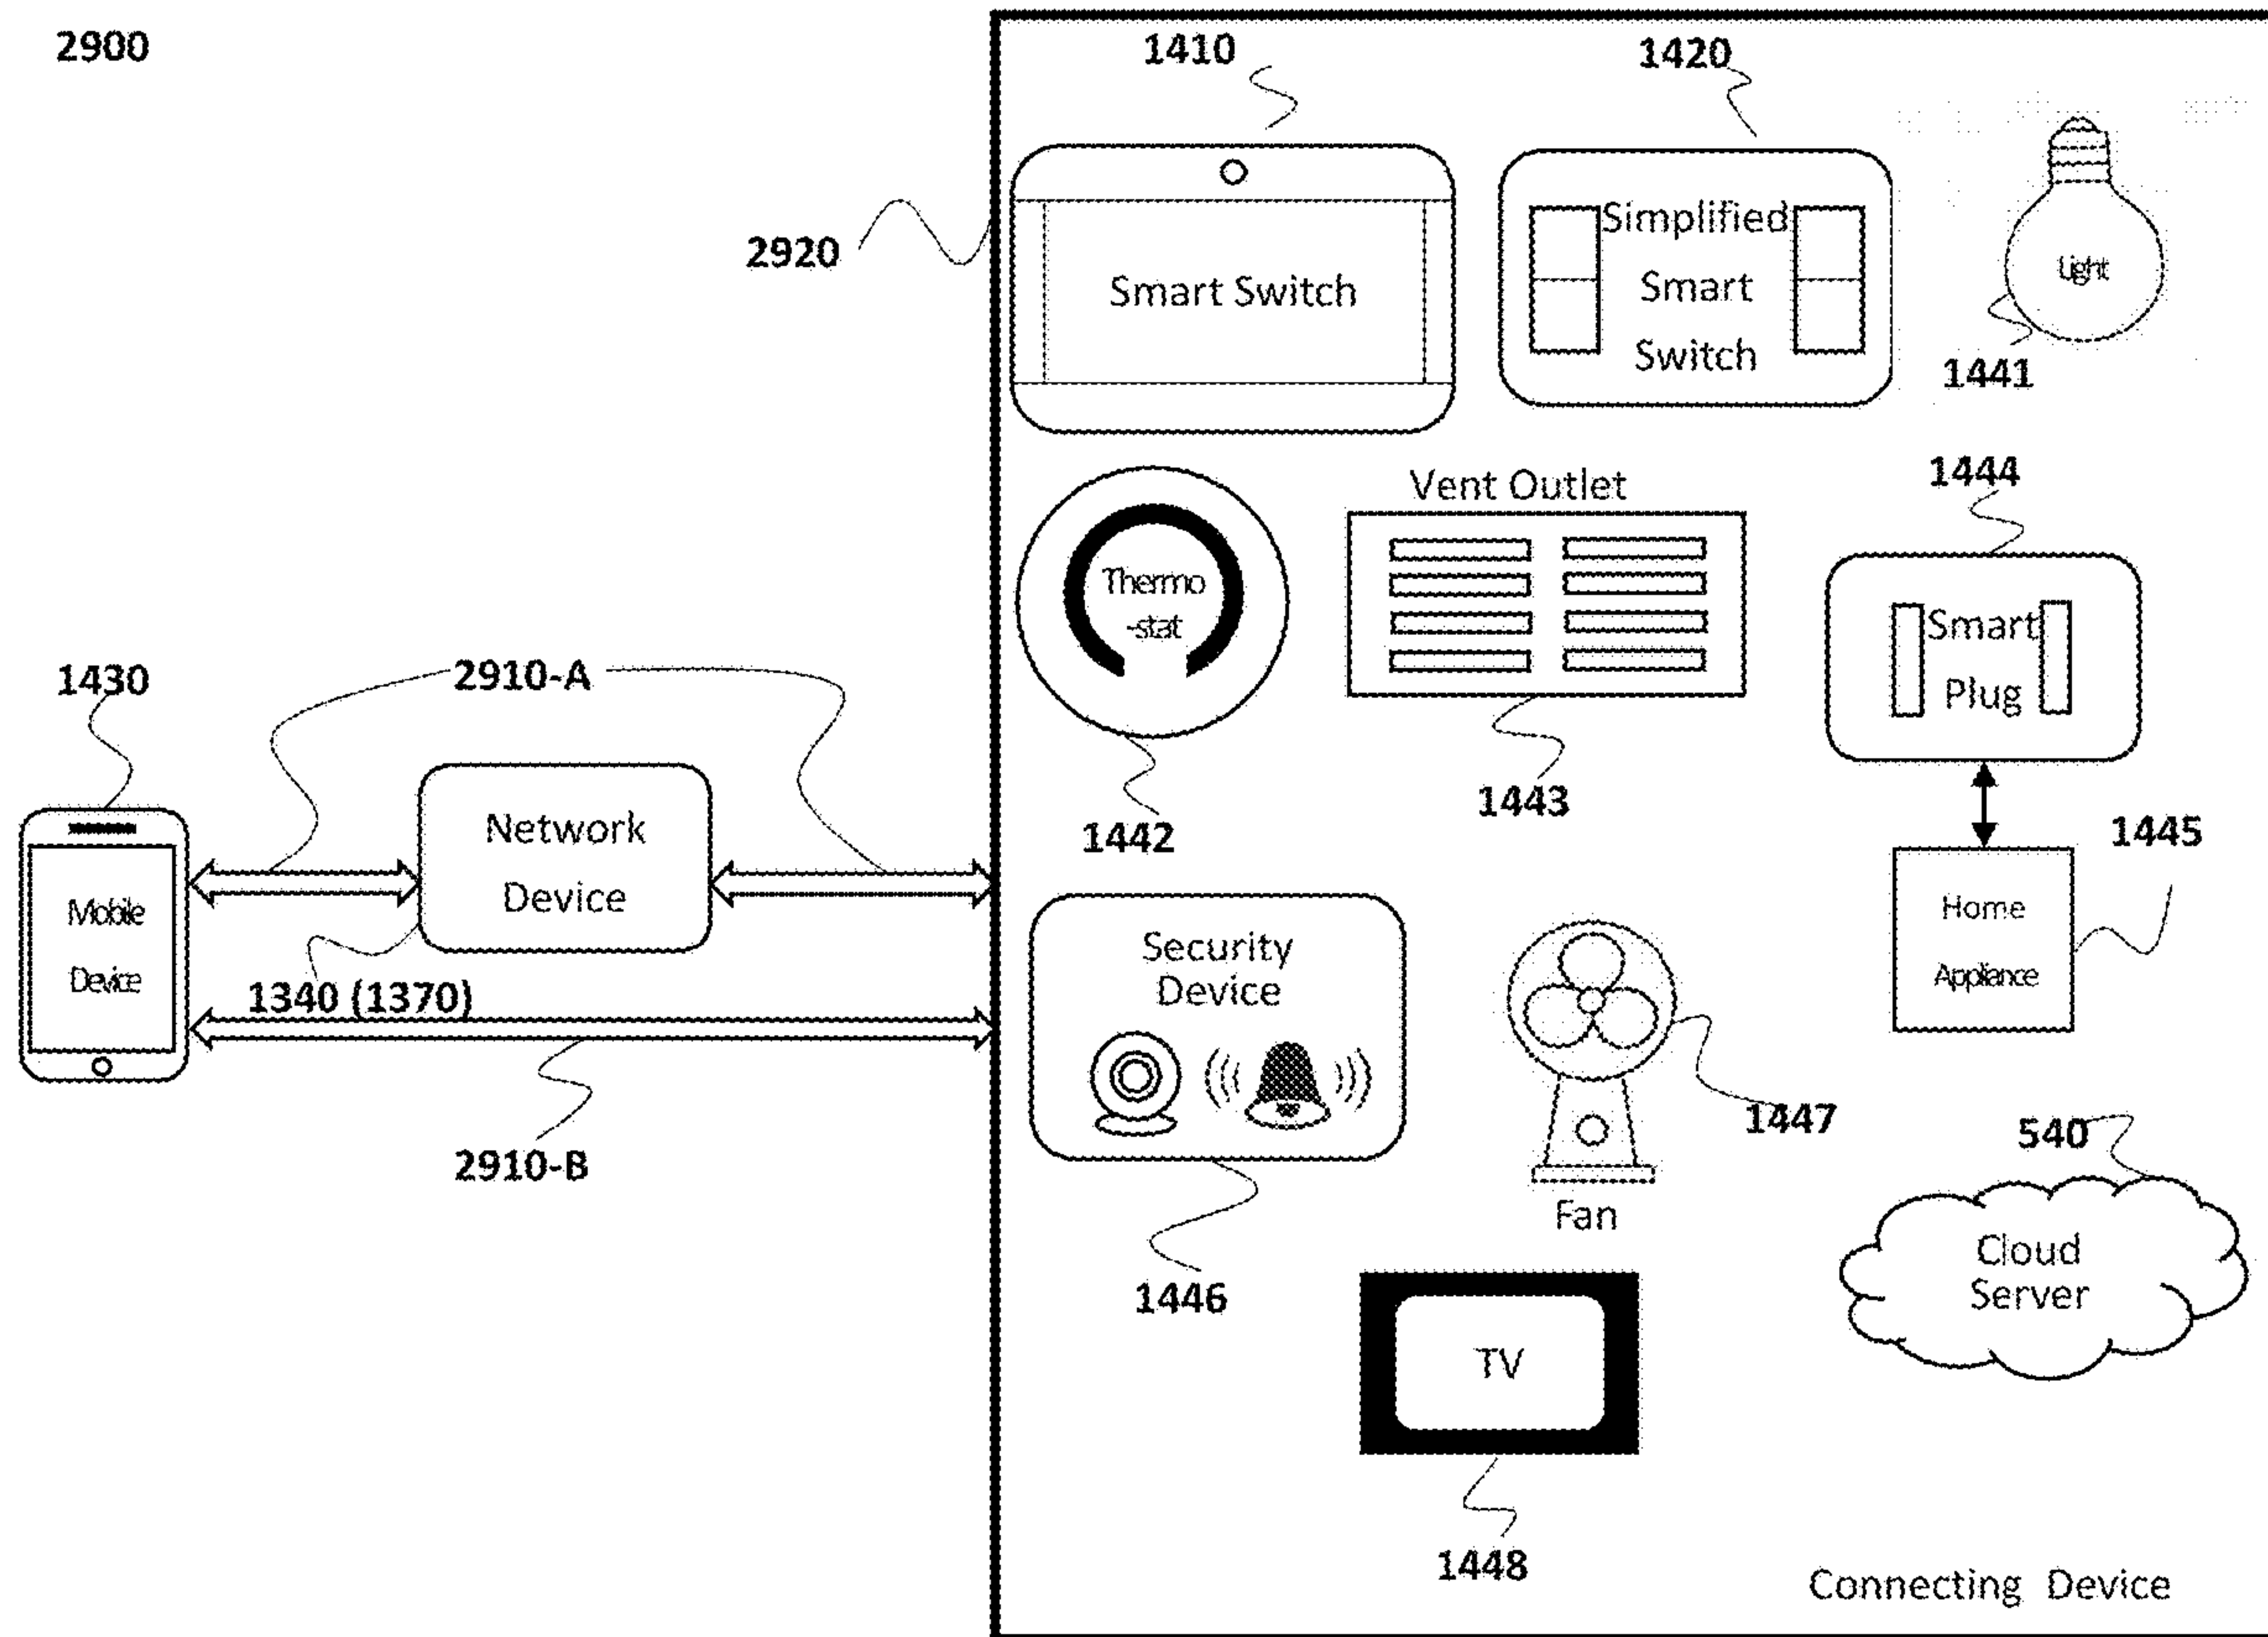 2900
1410
1420
2920
Smart Switch
Simplified
Smart
Switch
Light
1441
Vent Outlet
1444
Thermo
-stat
Smart
Plug
1430
2910-A
1443
1442
1445
Network
Device
Mobile
Device
1340 (1370)
Security
Device
Home
Appliance
2910-B
1447
540
Fan
1446
Cloud
Server
TV
1448
Connecting Device